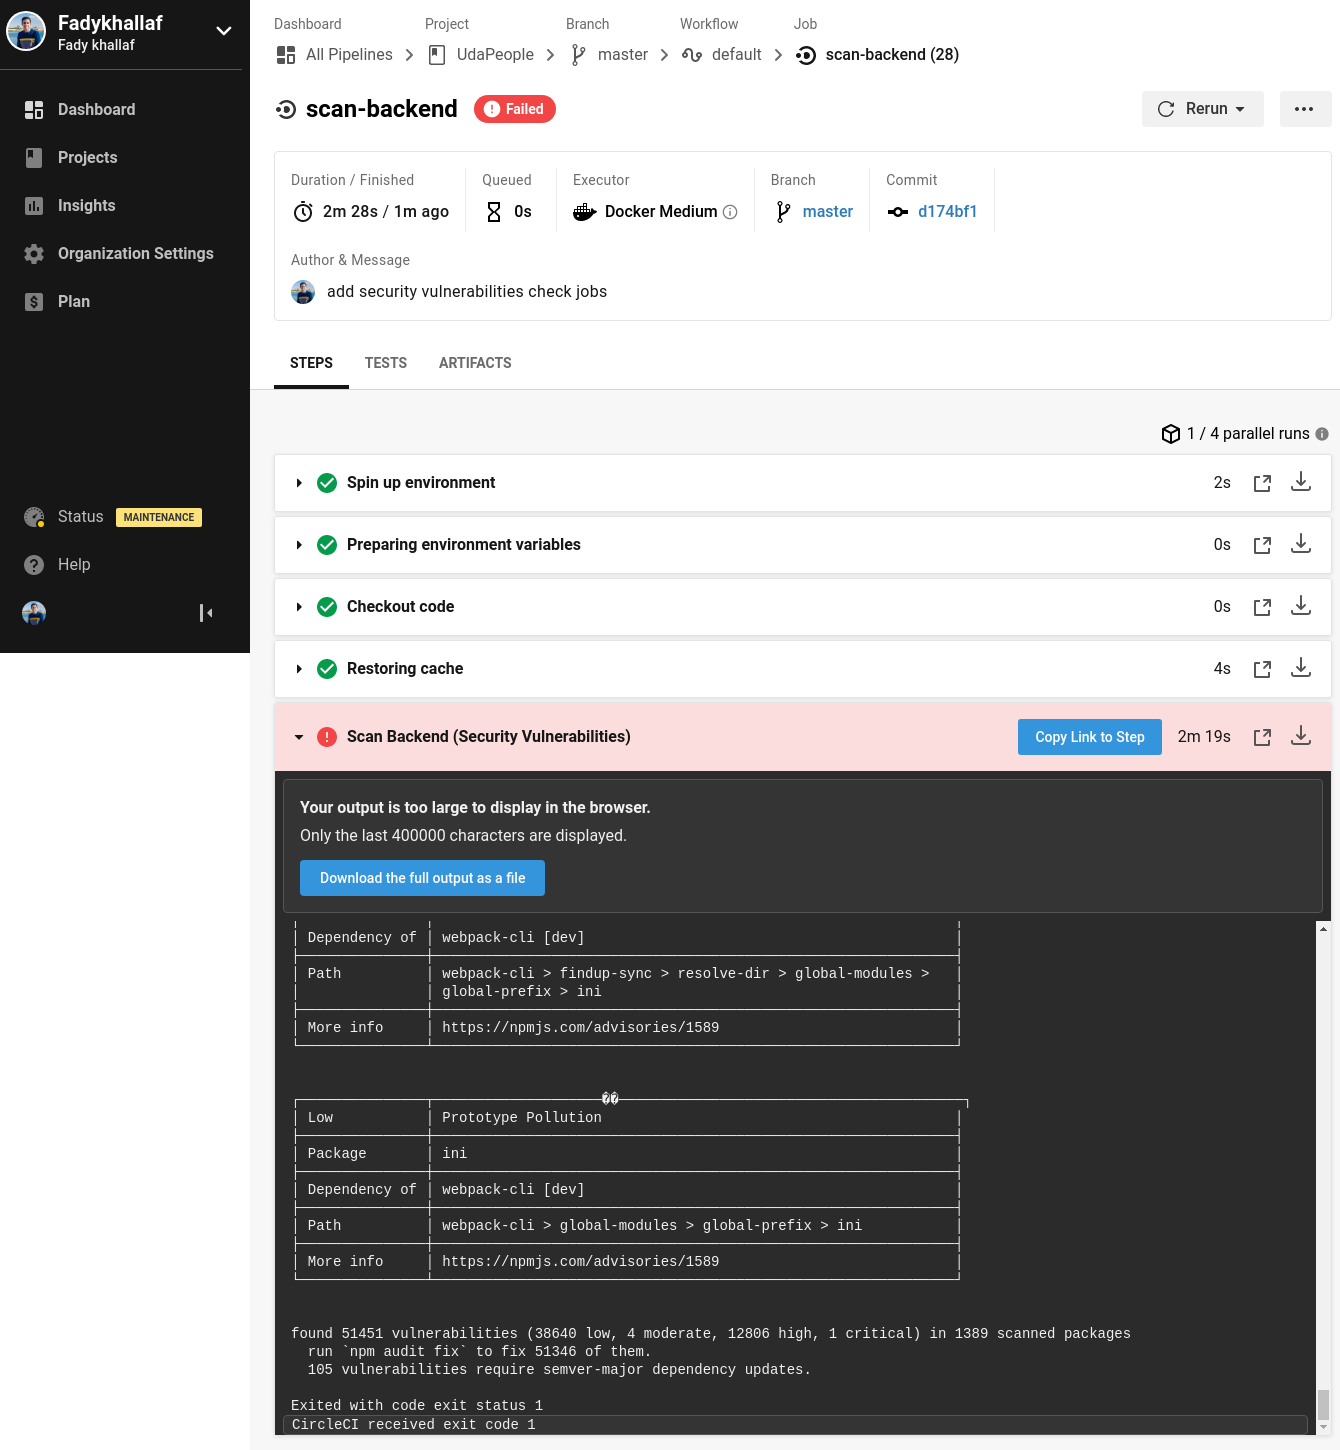 Fadykhallaf
Fady khallaf
Dashboard
Projects
Insights
Organization Settings
Plan
Status MAINTENANCE
Help
Dashboard Project Branch Workflow Job
All Pipelines UdaPeople master default scan-backend (28)
scan-backend Failed Rerun
Duration / Finished Queued Executor Branch Commit
2m 28s / 1m ago 0s Docker Medium master d174bf1
Author & Message
add security vulnerabilities check jobs
STEPS TESTS ARTIFACTS
1 / 4 parallel runs
Spin up environment 2s
Preparing environment variables 0s
Checkout code 0s
Restoring cache 4s
Scan Backend (Security Vulnerabilities) Copy Link to Step 2m 19s
Your output is too large to display in the browser.
Only the last 400000 characters are displayed.
Download the full output as a file
Dependency of webpack-cli [dev]
Path webpack-cli > findup-sync > resolve-dir > global-modules >
global-prefix > ini
More info https://npmjs.com/advisories/1589
��
Low Prototype Pollution
Package ini
Dependency of webpack-cli [dev]
Path webpack-cli > global-modules > global-prefix > ini
More info https://npmjs.com/advisories/1589
found 51451 vulnerabilities (38640 low, 4 moderate, 12806 high, 1 critical) in 1389 scanned packages
run `npm audit fix` to fix 51346 of them.
105 vulnerabilities require semver-major dependency updates.
Exited with code exit status 1
CircleCI received exit code 1